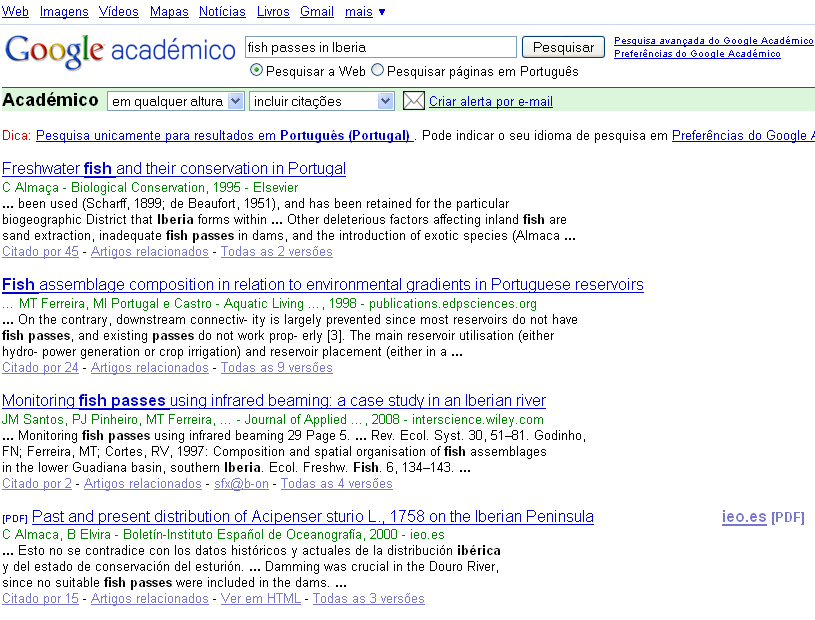 Web Imagens Vídeos Mapas Notícias Livros Gmail mais ▼
Google académico fish passes in Iberia Pesquisar Pesquisa avançada do Google Académico
Preferências do Google Académico
Pesquisar a Web Pesquisar páginas em Português
Académico em qualquer altura incluir citações Criar alerta por e-mail
Dica: Pesquisa unicamente para resultados em Português (Portugal) . Pode indicar o seu idioma de pesquisa em Preferências do Google A
Freshwater fish and their conservation in Portugal
C Almaça - Biological Conservation, 1995 - Elsevier
... been used (Scharff, 1899; de Beaufort, 1951), and has been retained for the particular
biogeographic District that Iberia forms within ... Other deleterious factors affecting inland fish are
sand extraction, inadequate fish passes in dams, and the introduction of exotic species (Almaca ...
Citado por 45 - Artigos relacionados - Todas as 2 versões
Fish assemblage composition in relation to environmental gradients in Portuguese reservoirs
... MT Ferreira, MI Portugal e Castro - Aquatic Living ..., 1998 - publications.edpsciences.org
... On the contrary, downstream connectiv- ity is largely prevented since most reservoirs do not have
fish passes, and existing passes do not work prop- erly [3]. The main reservoir utilisation (either
hydro- power generation or crop irrigation) and reservoir placement (either in a ...
Citado por 24 - Artigos relacionados - Todas as 9 versões
Monitoring fish passes using infrared beaming: a case study in an Iberian river
JM Santos, PJ Pinheiro, MT Ferreira, ... - Journal of Applied ..., 2008 - interscience.wiley.com
... Monitoring fish passes using infrared beaming 29 Page 5. ... Rev. Ecol. Syst. 30, 51–81. Godinho,
FN; Ferreira, MT; Cortes, RV, 1997: Composition and spatial organisation of fish assemblages
in the lower Guadiana basin, southern Iberia. Ecol. Freshw. Fish. 6, 134–143. ...
Citado por 2 - Artigos relacionados - sfx@b-on - Todas as 4 versões
[PDF] Past and present distribution of Acipenser sturio L., 1758 on the Iberian Peninsula ieo.es [PDF]
C Almaca, B Elvira - Boletín-Instituto Español de Oceanografía, 2000 - ieo.es
... Esto no se contradice con los datos históricos y actuales de la distribución ibérica
y del estado de conservación del esturión. ... Damming was crucial in the Douro River,
since no suitable fish passes were included in the dams. ...
Citado por 15 - Artigos relacionados - Ver em HTML - Todas as 3 versões